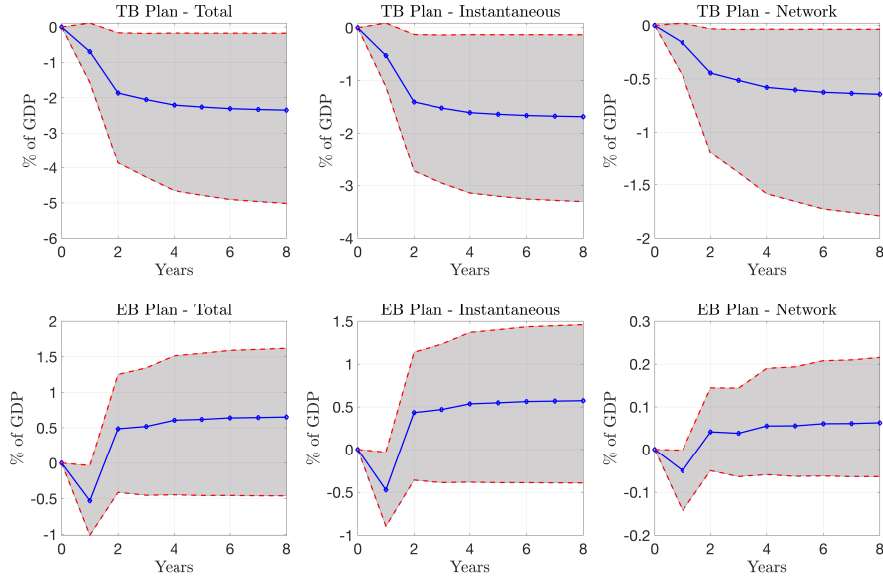 TB Plan - Total
TB Plan - Instantaneous
TB Plan - Network
% of GDP
0
-1
-2
-3
-4
-5
-6
0 2 4 6 8
Years
% of GDP
0
-1
-2
-3
-4
0 2 4 6 8
Years
% of GDP
0
-0.5
-1
-1.5
-2
0 2 4 6 8
Years
EB Plan - Total
EB Plan - Instantaneous
EB Plan - Network
% of GDP
2
1.5
1
0.5
0
-0.5
-1
0 2 4 6 8
Years
% of GDP
1.5
1
0.5
0
-0.5
-1
0 2 4 6 8
Years
% of GDP
0.3
0.2
0.1
0
-0.1
-0.2
0 2 4 6 8
Years